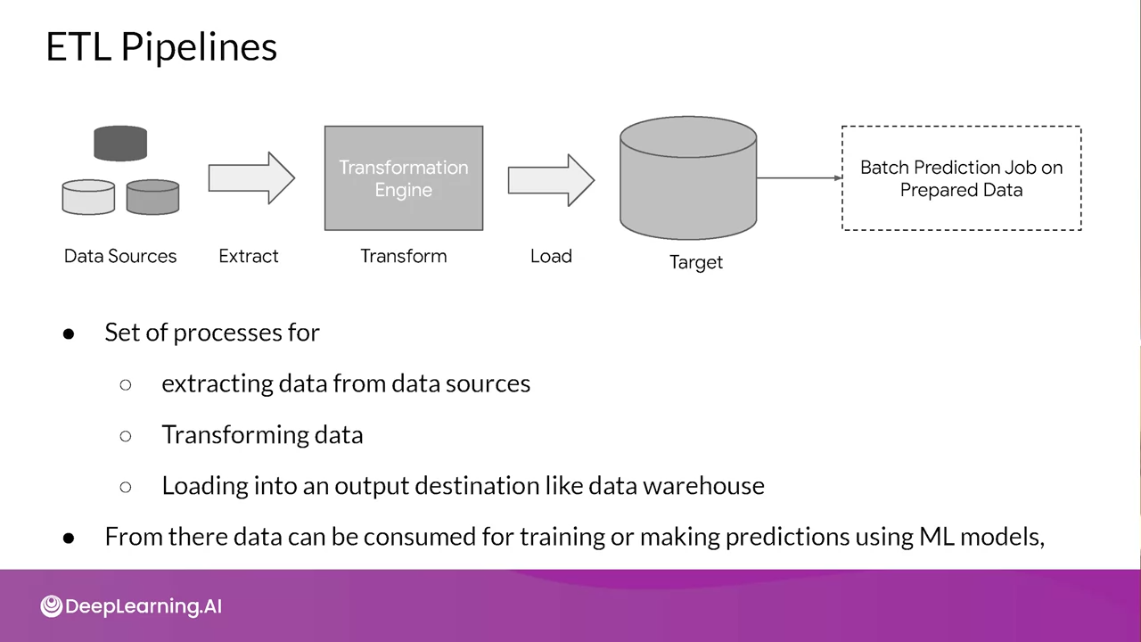 ETL Pipelines
Transformation
Engine
Batch Prediction Job on
Prepared Data
Data Sources
Extract
Transform
Load
Target
● Set of processes for
○ extracting data from data sources
○ Transforming data
○ Loading into an output destination like data warehouse
● From there data can be consumed for training or making predictions using ML models,
DeepLearning.AI